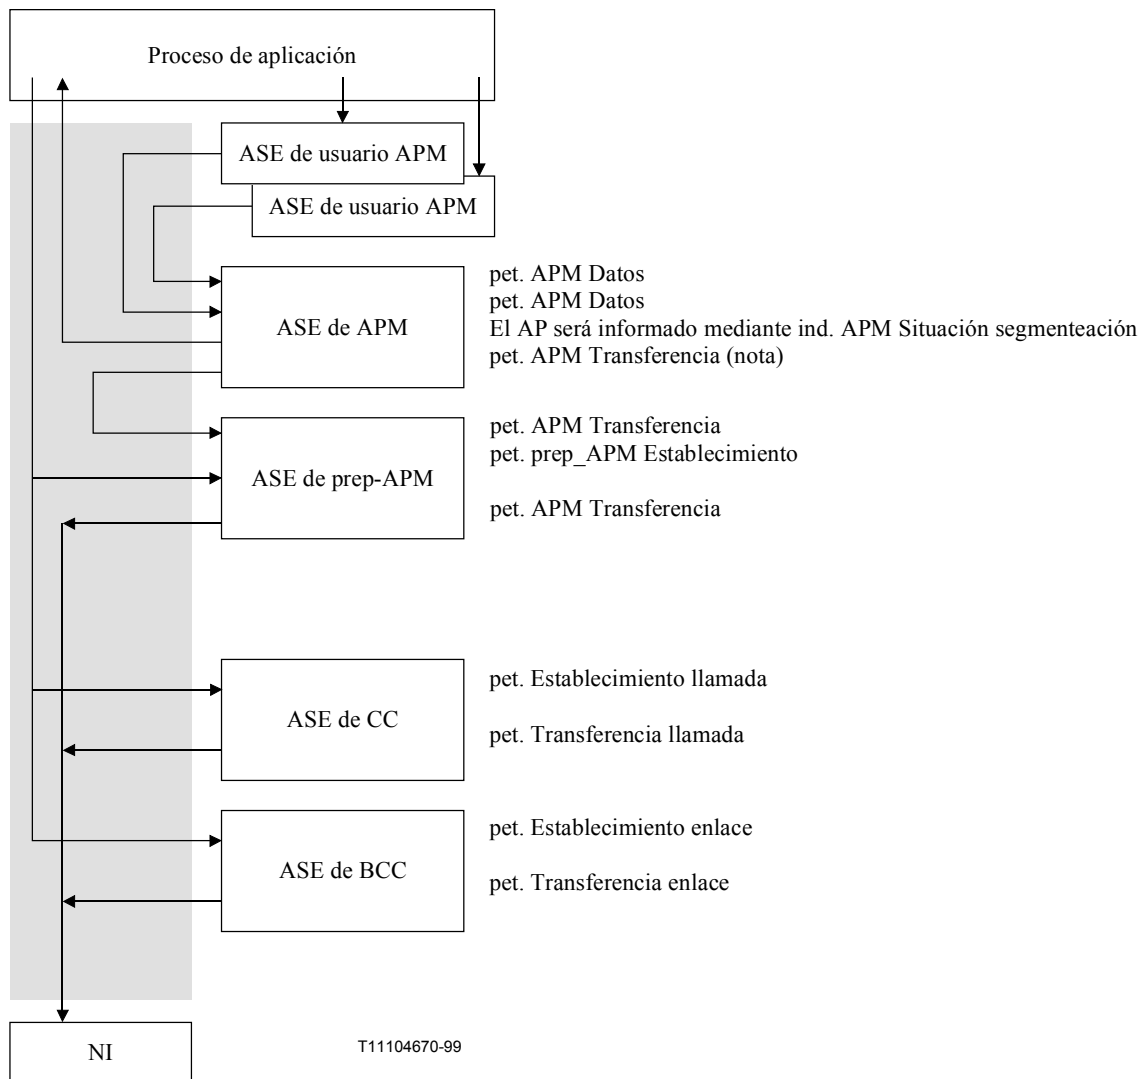 Proceso de aplicación
ASE de usuario APM
ASE de usuario APM
ASE de APM
pet. APM Datos
pet. APM Datos
El AP será informado mediante ind. APM Situación segmenteación
pet. APM Transferencia (nota)
ASE de prep-APM
pet. APM Transferencia
pet. prep_APM Establecimiento
pet. APM Transferencia
ASE de CC
pet. Establecimiento llamada
pet. Transferencia llamada
ASE de BCC
pet. Establecimiento enlace
pet. Transferencia enlace
NI
T11104670-99